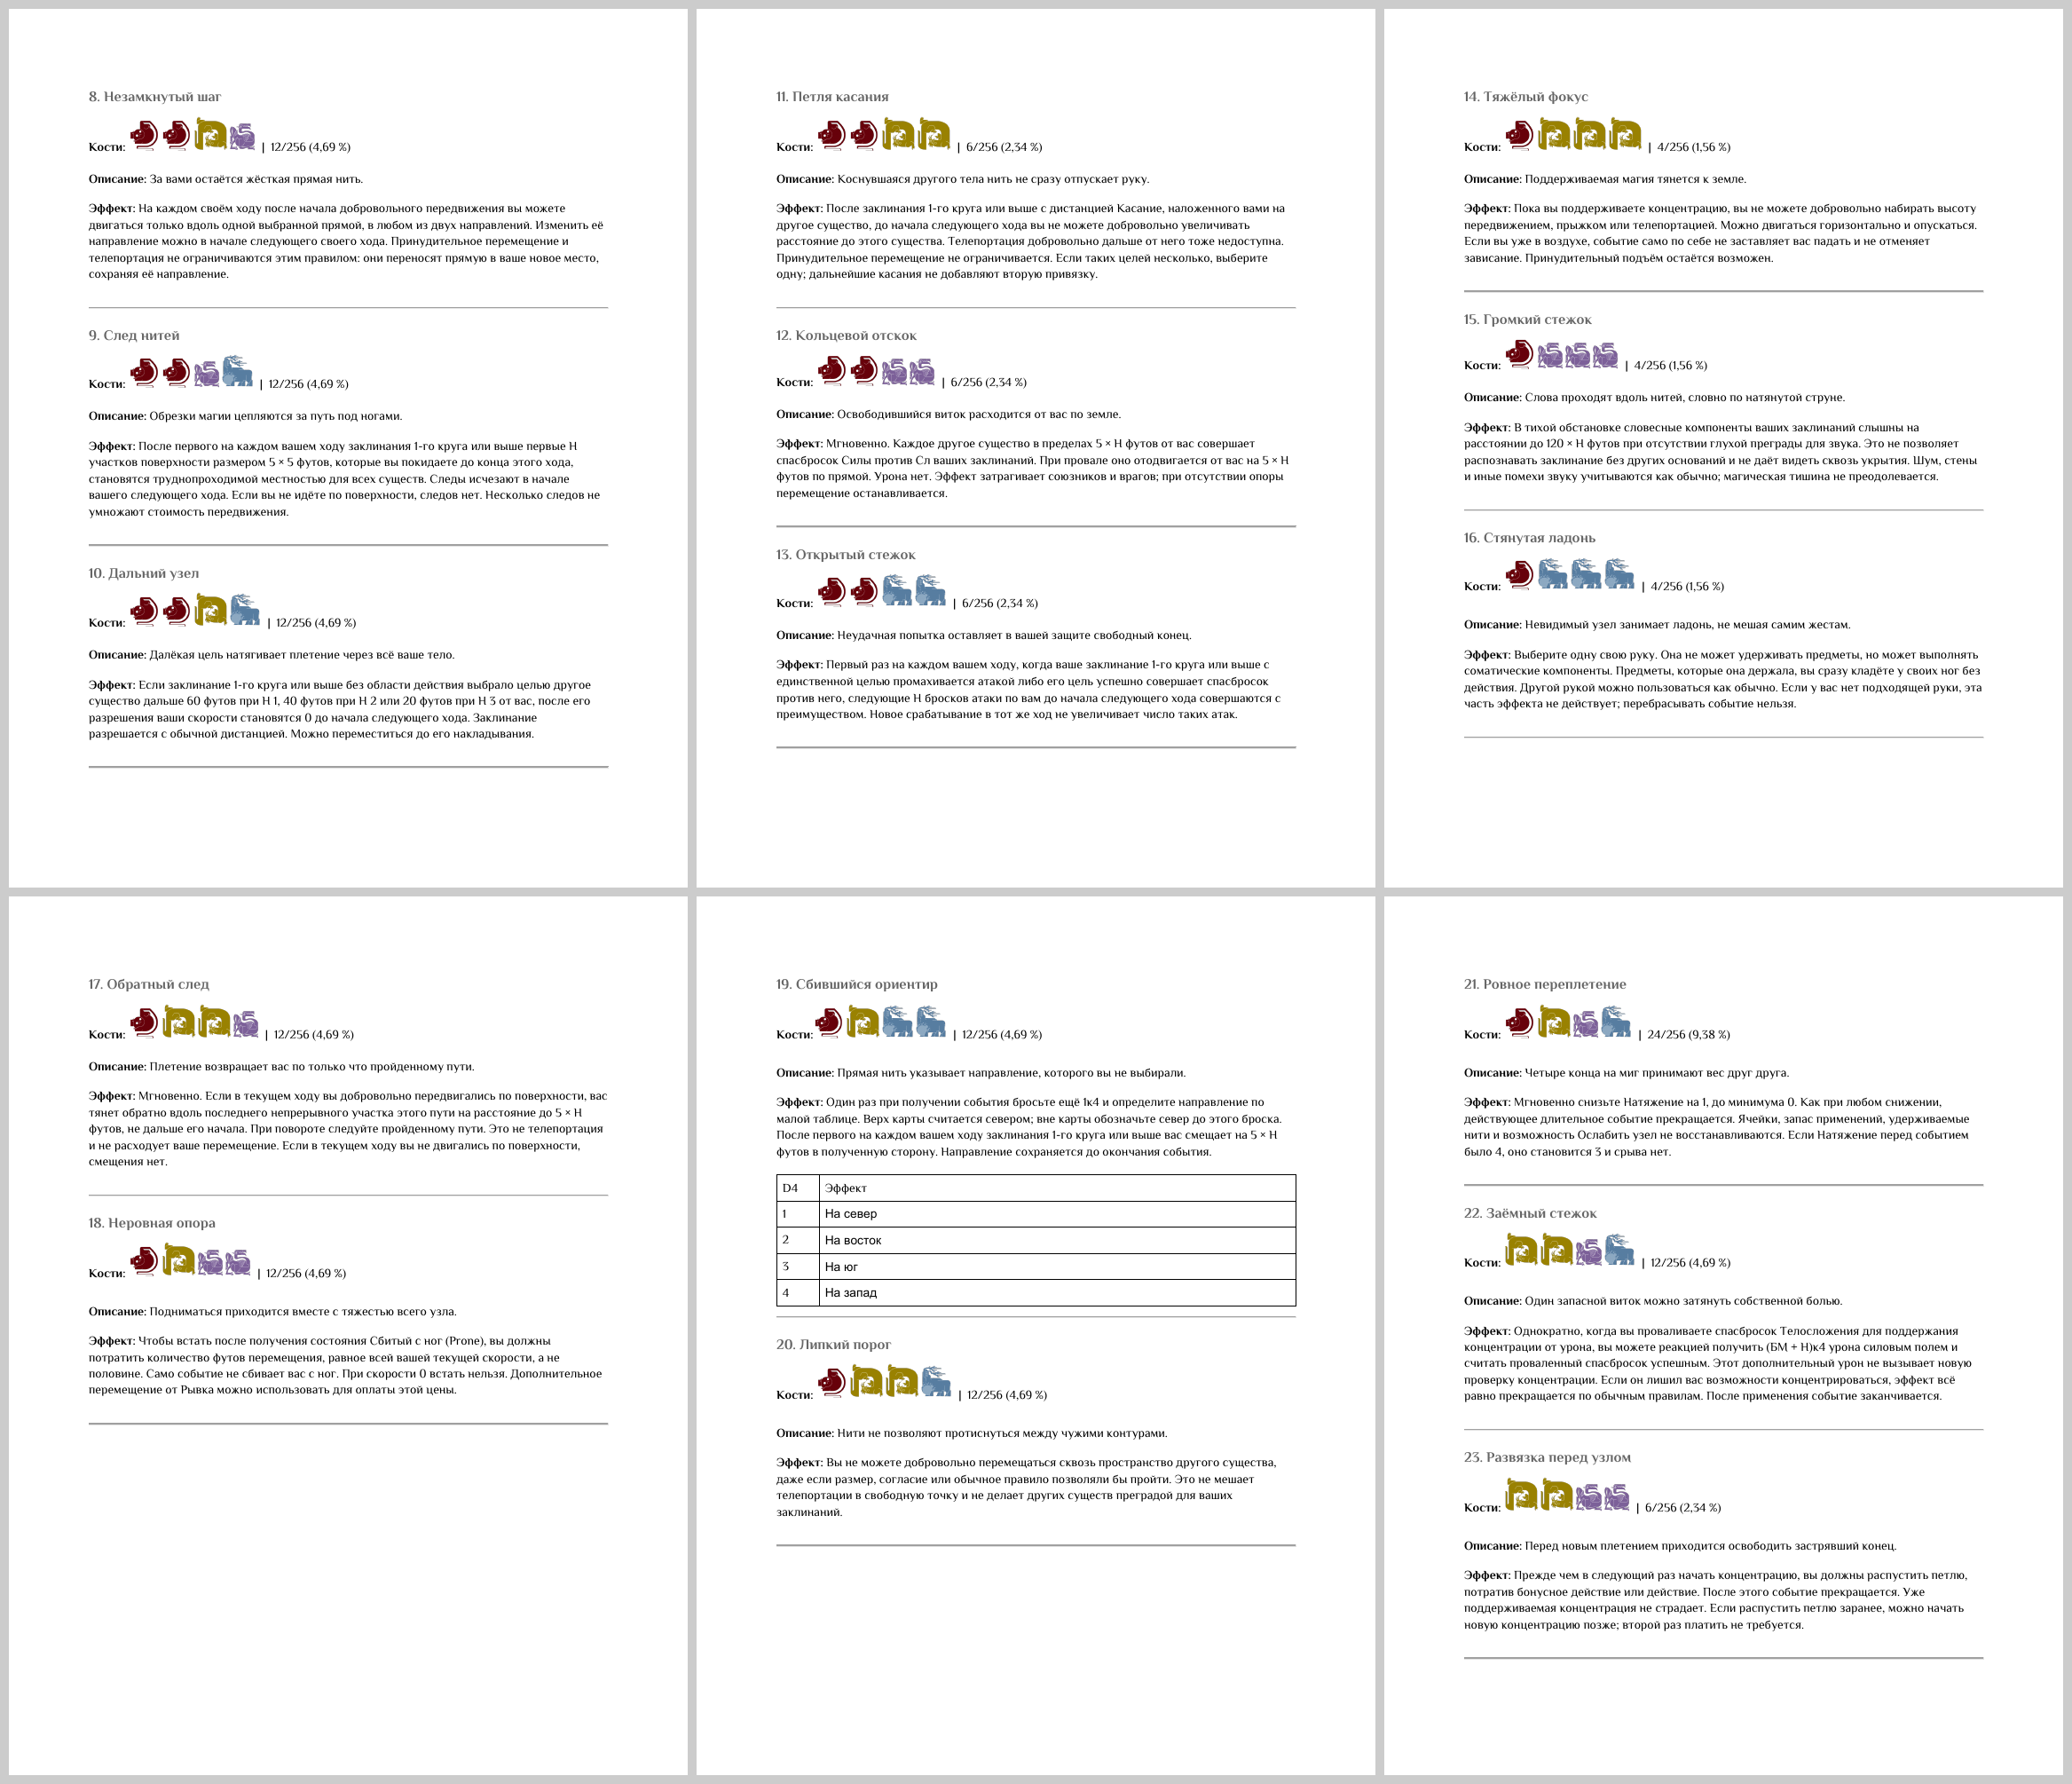 8. Незамкнутый шаг
Кости: | 12/256 (4,69 %)
Описание: За вами остаётся жёсткая прямая нить.
Эффект: На каждом своём ходу после начала добровольного передвижения вы можете
двигаться только вдоль одной выбранной прямой, в любом из двух направлений. Изменить её
направление можно в начале следующего своего хода. Принудительное перемещение и
телепортация не ограничиваются этим правилом: они переносят прямую в ваше новое место,
сохраняя её направление.
9. След нитей
Кости: | 12/256 (4,69 %)
Описание: Обрезки магии цепляются за путь под ногами.
Эффект: После первого на каждом вашем ходу заклинания 1-го круга или выше первые Н
участков поверхности размером 5 × 5 футов, которые вы покидаете до конца этого хода,
становятся труднопроходимой местностью для всех существ. Следы исчезают в начале
вашего следующего хода. Если вы не идёте по поверхности, следов нет. Несколько следов не
умножают стоимость передвижения.
10. Дальний узел
Кости: | 12/256 (4,69 %)
Описание: Далёкая цель натягивает плетение через всё ваше тело.
Эффект: Если заклинание 1-го круга или выше без области действия выбрало целью другое
существо дальше 60 футов при Н 1, 40 футов при Н 2 или 20 футов при Н 3 от вас, после его
разрешения ваши скорости становятся 0 до начала следующего хода. Заклинание
разрешается с обычной дистанцией. Можно переместиться до его накладывания.
11. Петля касания
Кости: | 6/256 (2,34 %)
Описание: Коснувшаяся другого тела нить не сразу отпускает руку.
Эффект: После заклинания 1-го круга или выше с дистанцией Касание, наложенного вами на
другое существо, до начала следующего хода вы не можете добровольно увеличивать
расстояние до этого существа. Телепортация добровольно дальше от него тоже недоступна.
Принудительное перемещение не ограничивается. Если таких целей несколько, выберите
одну; дальнейшие касания не добавляют вторую привязку.
12. Кольцевой отскок
Кости: | 6/256 (2,34 %)
Описание: Освободившийся виток расходится от вас по земле.
Эффект: Мгновенно. Каждое другое существо в пределах 5 × Н футов от вас совершает
спасбросок Силы против Сл ваших заклинаний. При провале оно отодвигается от вас на 5 × Н
футов по прямой. Урона нет. Эффект затрагивает союзников и врагов; при отсутствии опоры
перемещение останавливается.
13. Открытый стежок
Кости: | 6/256 (2,34 %)
Описание: Неудачная попытка оставляет в вашей защите свободный конец.
Эффект: Первый раз на каждом вашем ходу, когда ваше заклинание 1-го круга или выше с
единственной целью промахивается атакой либо его цель успешно совершает спасбросок
против него, следующие Н бросков атаки по вам до начала следующего хода совершаются с
преимуществом. Новое срабатывание в тот же ход не увеличивает число таких атак.
14. Тяжёлый фокус
Кости: | 4/256 (1,56 %)
Описание: Поддерживаемая магия тянется к земле.
Эффект: Пока вы поддерживаете концентрацию, вы не можете добровольно набирать высоту
передвижением, прыжком или телепортацией. Можно двигаться горизонтально и опускаться.
Если вы уже в воздухе, событие само по себе не заставляет вас падать и не отменяет
зависание. Принудительный подъём остаётся возможен.
15. Громкий стежок
Кости: | 4/256 (1,56 %)
Описание: Слова проходят вдоль нитей, словно по натянутой струне.
Эффект: В тихой обстановке словесные компоненты ваших заклинаний слышны на
расстоянии до 120 × Н футов при отсутствии глухой преграды для звука. Это не позволяет
распознавать заклинание без других оснований и не даёт видеть сквозь укрытия. Шум, стены
и иные помехи звуку учитываются как обычно; магическая тишина не преодолевается.
16. Стянутая ладонь
Кости: | 4/256 (1,56 %)
Описание: Невидимый узел занимает ладонь, не мешая самим жестам.
Эффект: Выберите одну свою руку. Она не может удерживать предметы, но может выполнять
соматические компоненты. Предметы, которые она держала, вы сразу кладёте у своих ног без
действия. Другой рукой можно пользоваться как обычно. Если у вас нет подходящей руки, эта
часть эффекта не действует; перебрасывать событие нельзя.
17. Обратный след
Кости: | 12/256 (4,69 %)
Описание: Плетение возвращает вас по только что пройденному пути.
Эффект: Мгновенно. Если в текущем ходу вы добровольно передвигались по поверхности, вас
тянет обратно вдоль последнего непрерывного участка этого пути на расстояние до 5 × Н
футов, не дальше его начала. При повороте следуйте пройденному пути. Это не телепортация
и не расходует ваше перемещение. Если в текущем ходу вы не двигались по поверхности,
смещения нет.
18. Неровная опора
Кости: | 12/256 (4,69 %)
Описание: Подниматься приходится вместе с тяжестью всего узла.
Эффект: Чтобы встать после получения состояния Сбитый с ног (Prone), вы должны
потратить количество футов перемещения, равное всей вашей текущей скорости, а не
половине. Само событие не сбивает вас с ног. При скорости 0 встать нельзя. Дополнительное
перемещение от Рывка можно использовать для оплаты этой цены.
19. Сбившийся ориентир
Кости: | 12/256 (4,69 %)
Описание: Прямая нить указывает направление, которого вы не выбирали.
Эффект: Один раз при получении события бросьте ещё 1к4 и определите направление по
малой таблице. Верх карты считается севером; вне карты обозначьте север до этого броска.
После первого на каждом вашем ходу заклинания 1-го круга или выше вас смещает на 5 × Н
футов в полученную сторону. Направление сохраняется до окончания события.
D4 Эффект
1 На север
2 На восток
3 На юг
4 На запад
20. Липкий порог
Кости: | 12/256 (4,69 %)
Описание: Нити не позволяют протиснуться между чужими контурами.
Эффект: Вы не можете добровольно перемещаться сквозь пространство другого существа,
даже если размер, согласие или обычное правило позволяли бы пройти. Это не мешает
телепортации в свободную точку и не делает других существ преградой для ваших
заклинаний.
21. Ровное переплетение
Кости: | 24/256 (9,38 %)
Описание: Четыре конца на миг принимают вес друг друга.
Эффект: Мгновенно снизьте Натяжение на 1, до минимума 0. Как при любом снижении,
действующее длительное событие прекращается. Ячейки, запас применений, удерживаемые
нити и возможность Ослабить узел не восстанавливаются. Если Натяжение перед событием
было 4, оно становится 3 и срыва нет.
22. Заёмный стежок
Кости: | 12/256 (4,69 %)
Описание: Один запасной виток можно затянуть собственной болью.
Эффект: Однократно, когда вы проваливаете спасбросок Телосложения для поддержания
концентрации от урона, вы можете реакцией получить (БМ + Н)к4 урона силовым полем и
считать проваленный спасбросок успешным. Этот дополнительный урон не вызывает новую
проверку концентрации. Если он лишил вас возможности концентрироваться, эффект всё
равно прекращается по обычным правилам. После применения событие заканчивается.
23. Развязка перед узлом
Кости: | 6/256 (2,34 %)
Описание: Перед новым плетением приходится освободить застрявший конец.
Эффект: Прежде чем в следующий раз начать концентрацию, вы должны распустить петлю,
потратив бонусное действие или действие. После этого событие прекращается. Уже
поддерживаемая концентрация не страдает. Если распустить петлю заранее, можно начать
новую концентрацию позже; второй раз платить не требуется.